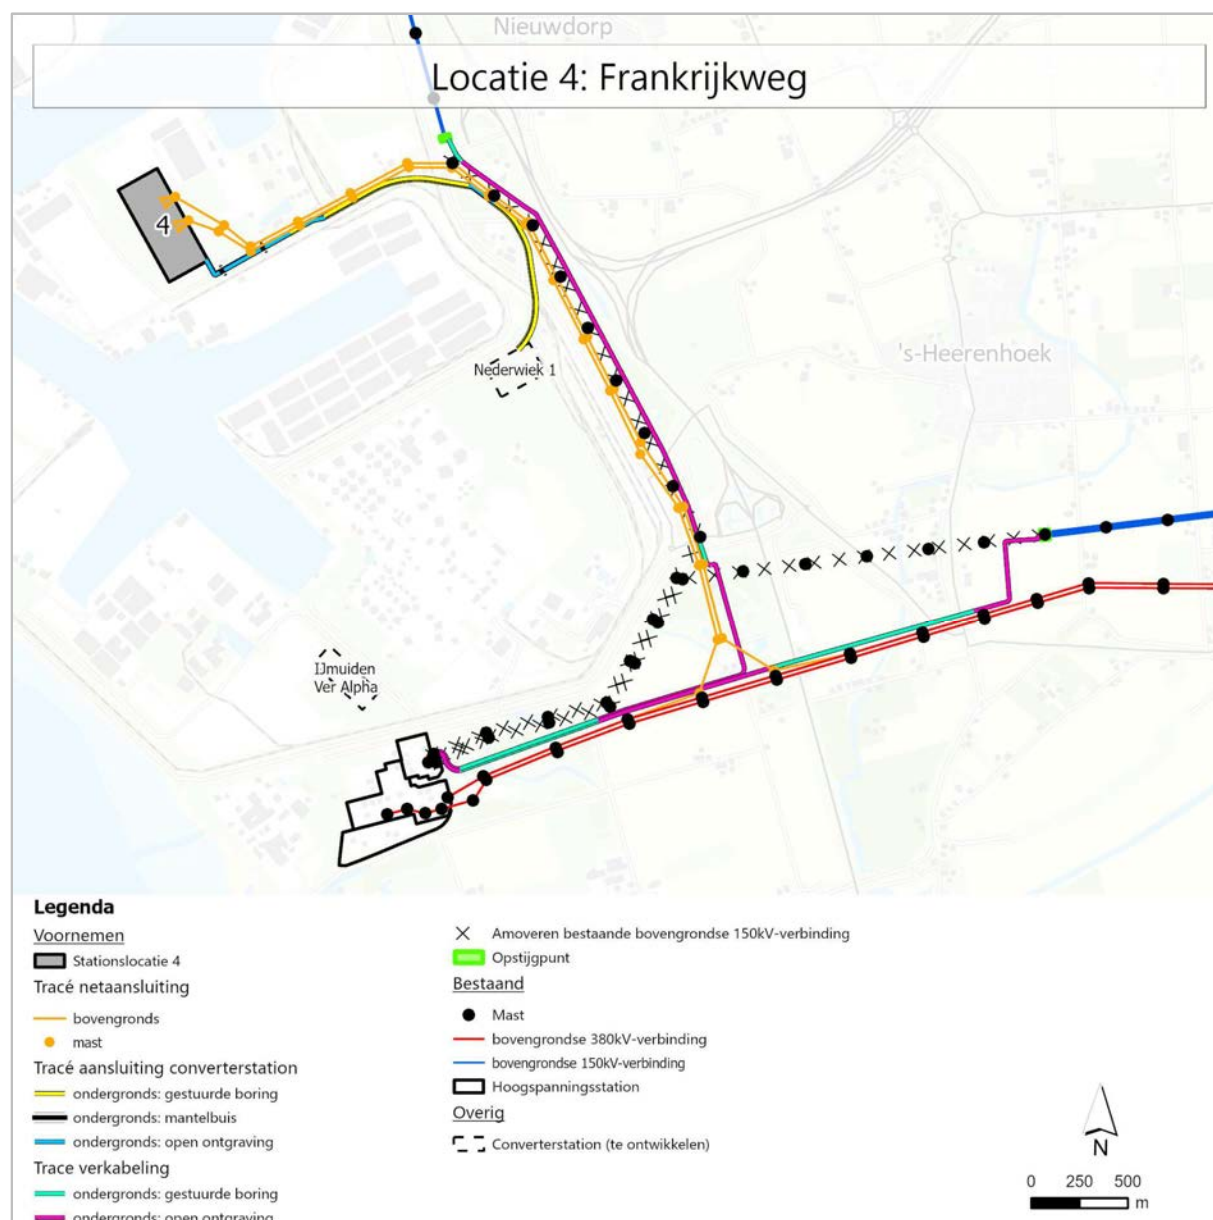 Nieuwdorp
Locatie 4: Frankrijkweg
4
's-Heerenhoek
Nederwiek 1
IJmuiden
Ver Alpha
Legenda
Voornemen
Stationslocatie 4
Tracé netaansluiting
bovengronds
mast
Tracé aansluiting converterstation
ondergronds: gestuurde boring
ondergronds: mantelbuis
ondergronds: open ontgraving
Trace verkabeling
ondergronds: gestuurde boring
ondergronds: open ontgraving
Amoveren bestaande bovengrondse 150kV-verbinding
Opstijgpunt
Bestaand
Mast
bovengrondse 380kV-verbinding
bovengrondse 150kV-verbinding
Hoogspanningsstation
Overig
Converterstation (te ontwikkelen)
N
0 250 500
m